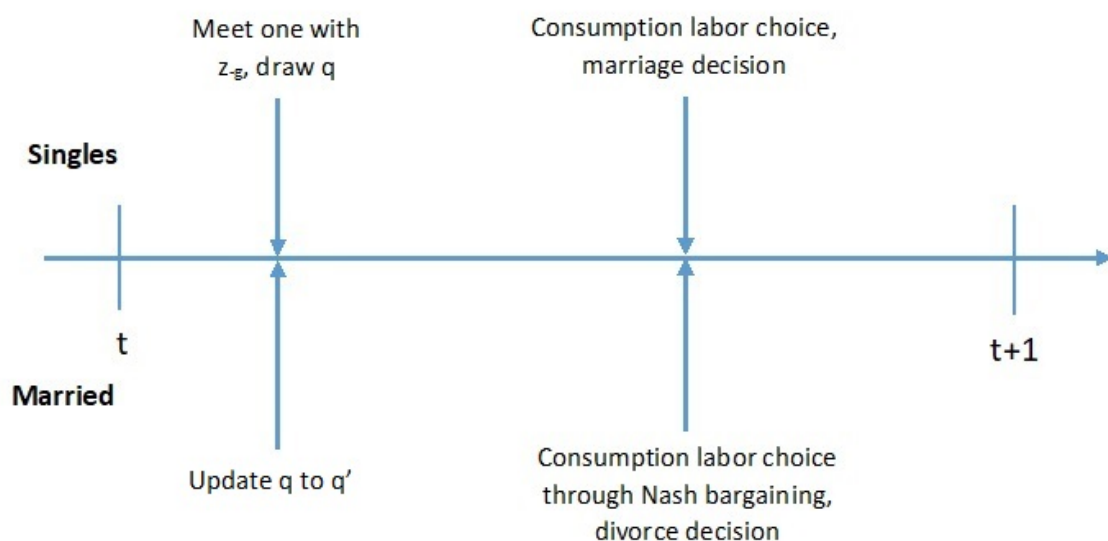 Meet one with
z-g, draw q
Consumption labor choice,
marriage decision
Singles
t
t+1
Married
Update q to q’
Consumption labor choice
through Nash bargaining,
divorce decision